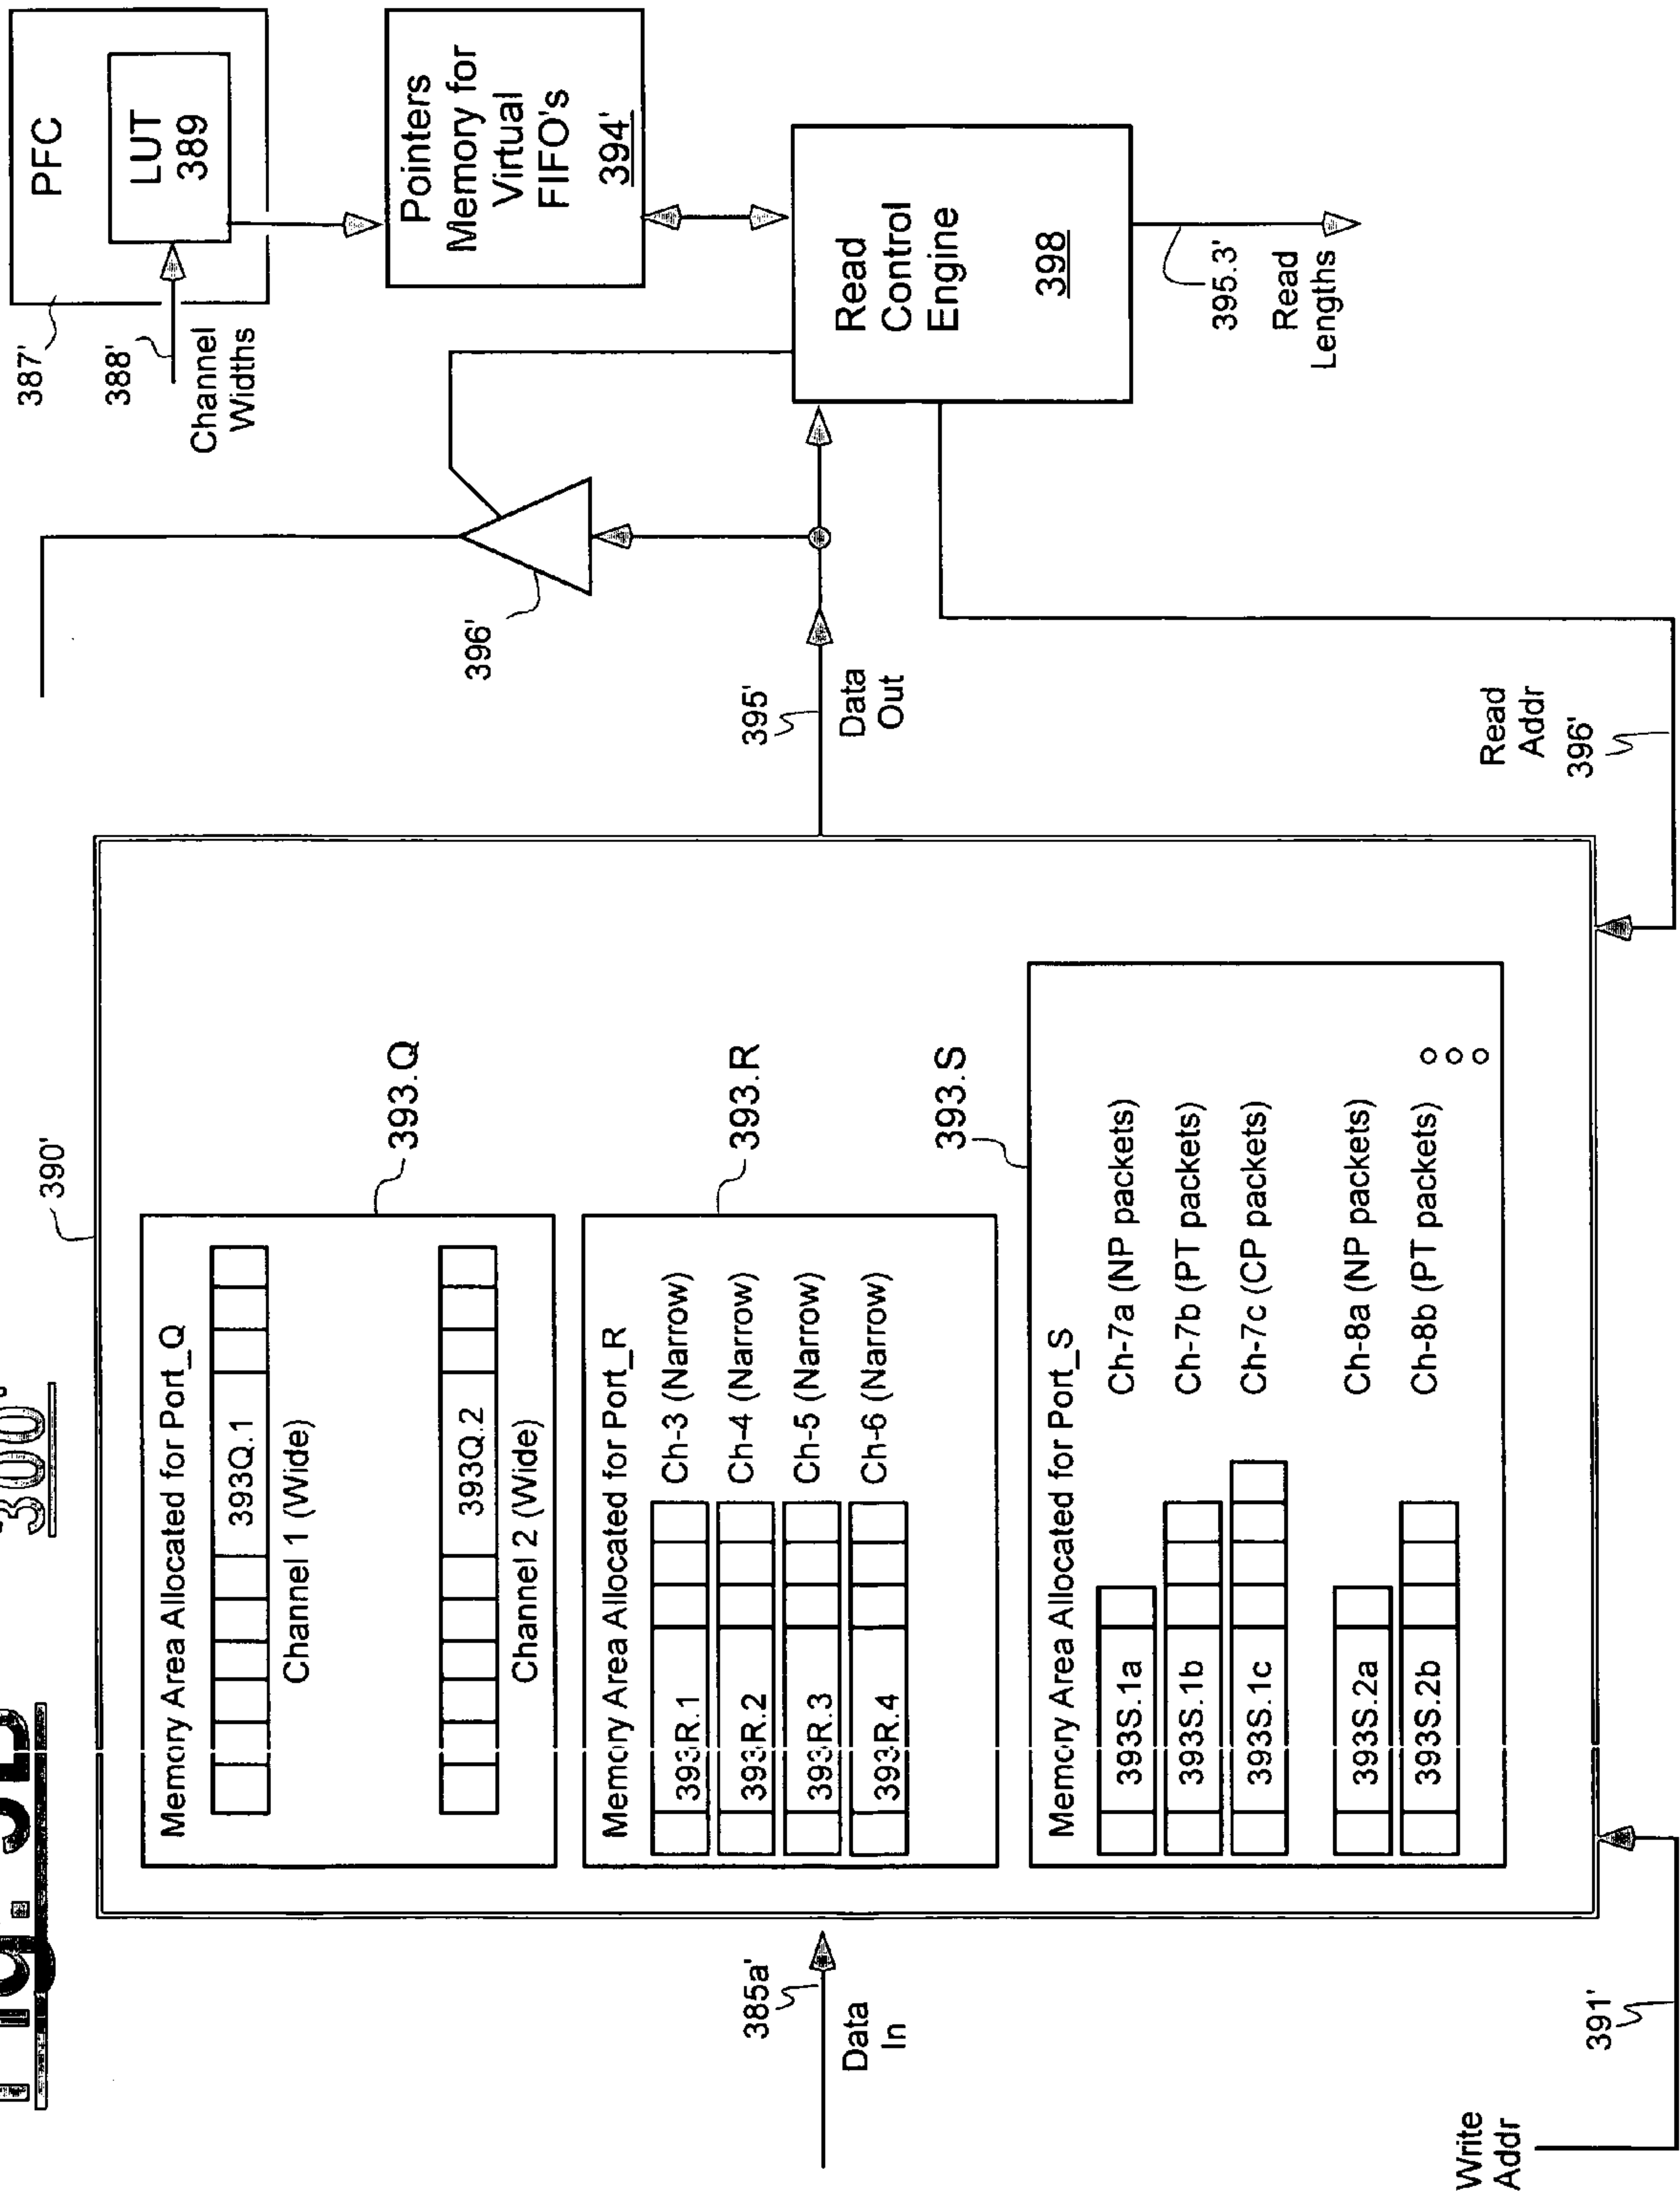 300'
390'
Memory Area Allocated for Port_Q
393Q.1
Channel 1 (Wide)
393Q.2
Channel 2 (Wide)
393.Q
Memory Area Allocated for Port_R
393R.1
Ch-3 (Narrow)
393R.2
Ch-4 (Narrow)
393R.3
Ch-5 (Narrow)
393R.4
Ch-6 (Narrow)
393.R
393.S
Memory Area Allocated for Port_S
393S.1a
Ch-7a (NP packets)
393S.1b
Ch-7b (PT packets)
393S.1c
Ch-7c (CP packets)
393S.2a
Ch-8a (NP packets)
393S.2b
Ch-8b (PT packets)
385a'
Data
In
Write
Addr
391'
395'
Data
Out
396'
Read
Addr
396'
387'
PFC
LUT
389
388'
Channel
Widths
Pointers
Memory for
Virtual
FIFO's
394'
Read
Control
Engine
398
395.3'
Read
Lengths